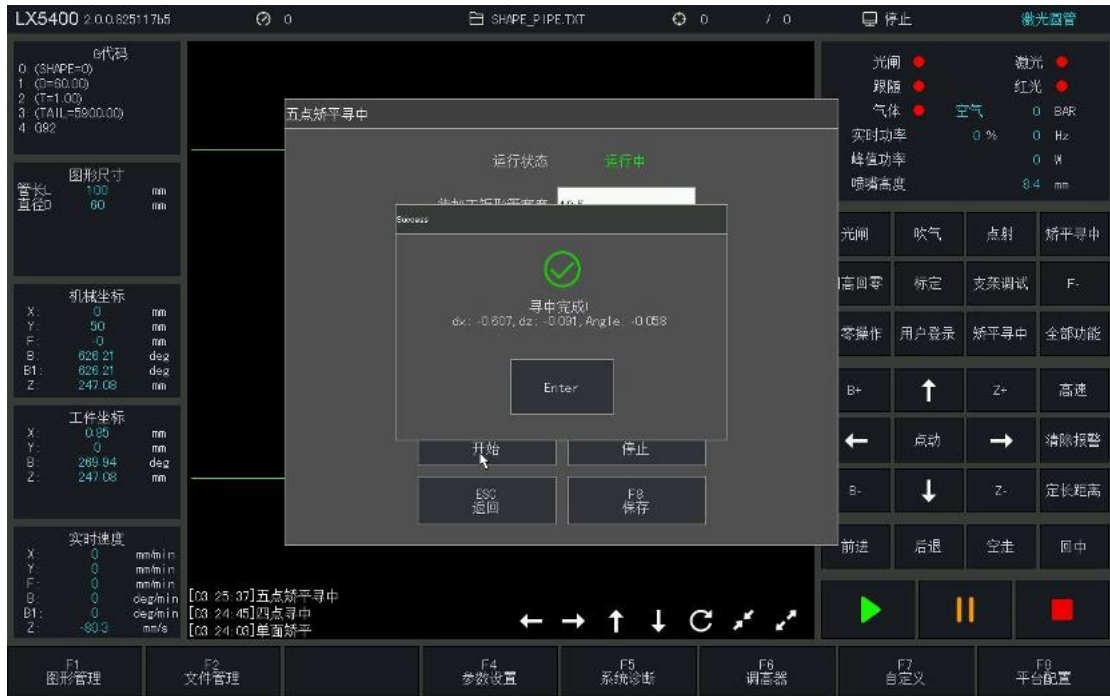 LX5400 2.0.0.825117b5
0
SHAPE_PIPE.TXT
0 / 0
停止
激光圆管
G代码
0 (SHAPE=0)
1 (D=60.00)
2 (T=1.00)
3 (TAIL=5900.00)
4 G92
图形尺寸
管长L 100 mm
直径D 60 mm
机械坐标
X: 0 mm
Y: 50 mm
F: -0 mm
B: 626.21 deg
B1: 626.21 deg
Z: 247.08 mm
工件坐标
X: 0.85 mm
Y: 0 mm
B: 269.94 deg
Z: 247.08 mm
实时速度
X: 0 mm/min
Y: 0 mm/min
F: 0 mm/min
B: 0 deg/min
B1: 0 deg/min
Z: -80.3 mm/s
五点矫平寻中
运行状态 运行中
Success
寻中完成!
dx: -0.607, dz: -0.091, Angle: -0.058
Enter
开始
停止
ESC
返回
F8
保存
[03:25:37]五点矫平寻中
[03:24:45]四点寻中
[03:24:03]单面矫平
光闸 激光
跟随 红光
气体 空气 0 BAR
实时功率 0 % 0 Hz
峰值功率 0 W
喷嘴高度 8.4 mm
光闸 吹气 点射 矫平寻中
高回零 标定 支架调试 F-
零操作 用户登录 矫平寻中 全部功能
B+ Z+ 高速
点动 清除报警
B- Z- 定长距离
前进 后退 空走 回中
F1
图形管理
F2
文件管理
F4
参数设置
F5
系统诊断
F6
调高器
F7
自定义
F8
平台配置